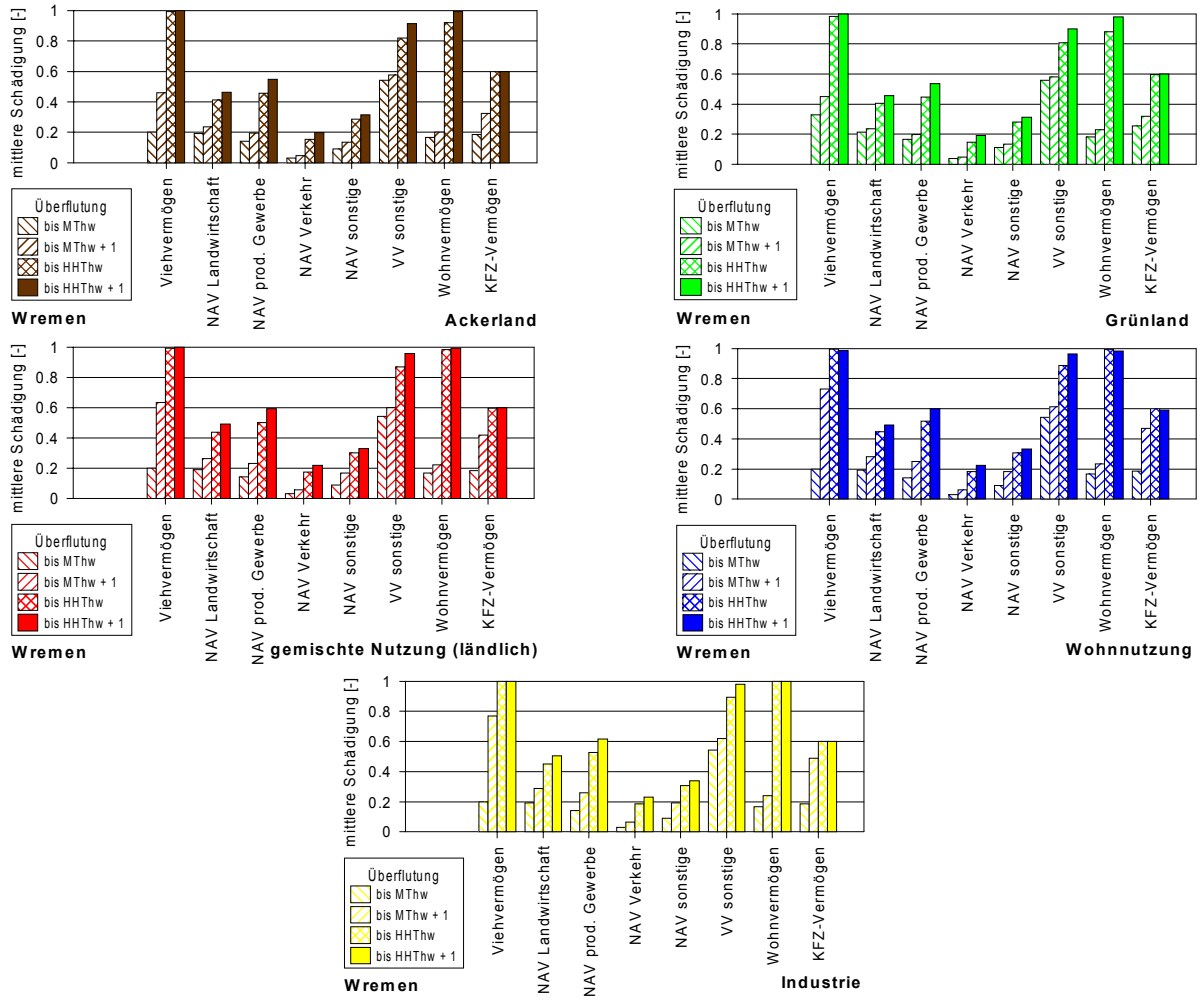 mittlere Schädigung [-]
1
0.8
0.6
0.4
0.2
0
Viehvermögen
NAV Landwirtschaft
NAV prod. Gewerbe
NAV Verkehr
NAV sonstige
VV sonstige
Wohnvermögen
KFZ-Vermögen
Überflutung
bis MThw
bis MThw + 1
bis HHThw
bis HHThw + 1
Wremen
Ackerland
mittlere Schädigung [-]
1
0.8
0.6
0.4
0.2
0
Viehvermögen
NAV Landwirtschaft
NAV prod. Gewerbe
NAV Verkehr
NAV sonstige
VV sonstige
Wohnvermögen
KFZ-Vermögen
Überflutung
bis MThw
bis MThw + 1
bis HHThw
bis HHThw + 1
Wremen
Grünland
mittlere Schädigung [-]
1
0.8
0.6
0.4
0.2
0
Viehvermögen
NAV Landwirtschaft
NAV prod. Gewerbe
NAV Verkehr
NAV sonstige
VV sonstige
Wohnvermögen
KFZ-Vermögen
Überflutung
bis MThw
bis MThw + 1
bis HHThw
bis HHThw + 1
Wremen
gemischte Nutzung (ländlich)
mittlere Schädigung [-]
1
0.8
0.6
0.4
0.2
0
Viehvermögen
NAV Landwirtschaft
NAV prod. Gewerbe
NAV Verkehr
NAV sonstige
VV sonstige
Wohnvermögen
KFZ-Vermögen
Überflutung
bis MThw
bis MThw + 1
bis HHThw
bis HHThw + 1
Wremen
Wohnnutzung
mittlere Schädigung [-]
1
0.8
0.6
0.4
0.2
0
Viehvermögen
NAV Landwirtschaft
NAV prod. Gewerbe
NAV Verkehr
NAV sonstige
VV sonstige
Wohnvermögen
KFZ-Vermögen
Überflutung
bis MThw
bis MThw + 1
bis HHThw
bis HHThw + 1
Wremen
Industrie